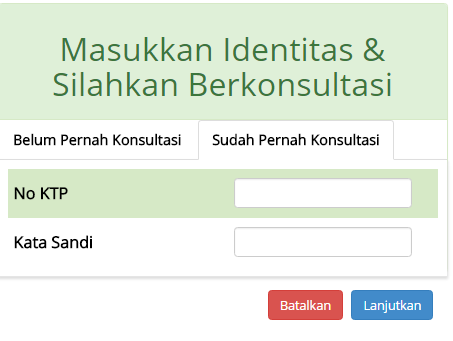 Masukkan Identitas &
Silahkan Berkonsultasi
Belum Pernah Konsultasi
Sudah Pernah Konsultasi
No KTP
Kata Sandi
Batalkan
Lanjutkan